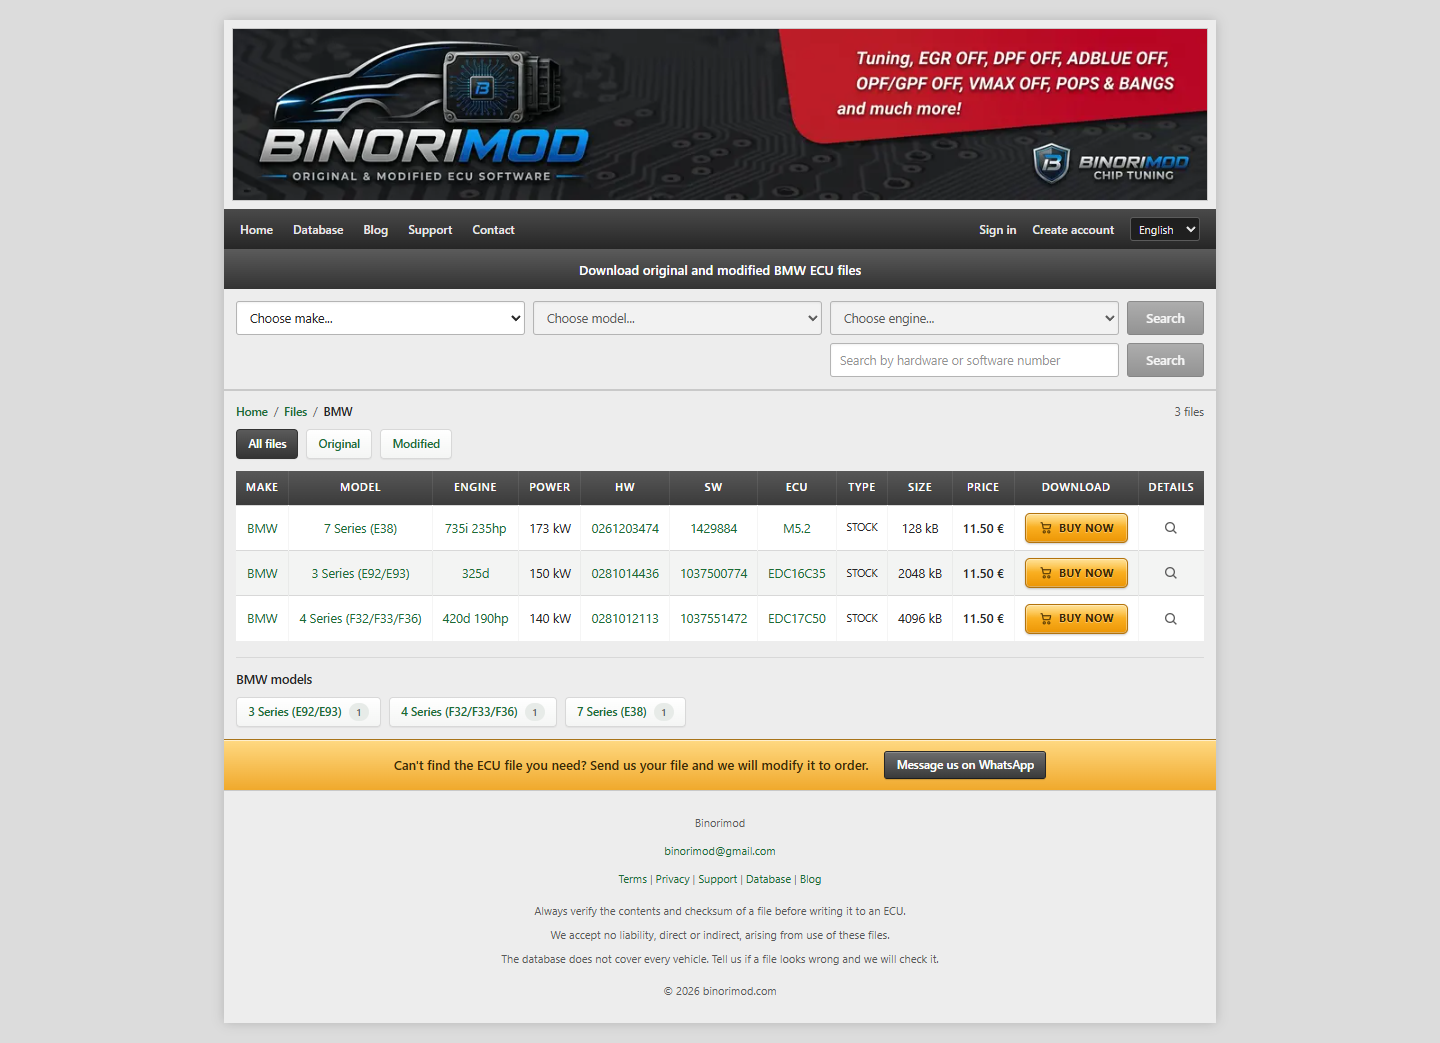 Tuning, EGR OFF, DPF OFF, ADBLUE OFF,
OPF/GPF OFF, VMAX OFF, POPS & BANGS
and much more!
B
BINORIMOD
ORIGINAL & MODIFIED ECU SOFTWARE
B
BINORIMOD
CHIP TUNING
Home Database Blog Support Contact Sign in Create account English
Download original and modified BMW ECU files
Choose make... Choose model... Choose engine... Search
Search by hardware or software number Search
Home / Files / BMW 3 files
All files Original Modified
MAKE MODEL ENGINE POWER HW SW ECU TYPE SIZE PRICE DOWNLOAD DETAILS
BMW 7 Series (E38) 735i 235hp 173 kW 0261203474 1429884 M5.2 STOCK 128 kB 11.50 € BUY NOW
BMW 3 Series (E92/E93) 325d 150 kW 0281014436 1037500774 EDC16C35 STOCK 2048 kB 11.50 € BUY NOW
BMW 4 Series (F32/F33/F36) 420d 190hp 140 kW 0281012113 1037551472 EDC17C50 STOCK 4096 kB 11.50 € BUY NOW
BMW models
3 Series (E92/E93) 1 4 Series (F32/F33/F36) 1 7 Series (E38) 1
Can't find the ECU file you need? Send us your file and we will modify it to order. Message us on WhatsApp
Binorimod
binorimod@gmail.com
Terms | Privacy | Support | Database | Blog
Always verify the contents and checksum of a file before writing it to an ECU.
We accept no liability, direct or indirect, arising from use of these files.
The database does not cover every vehicle. Tell us if a file looks wrong and we will check it.
© 2026 binorimod.com